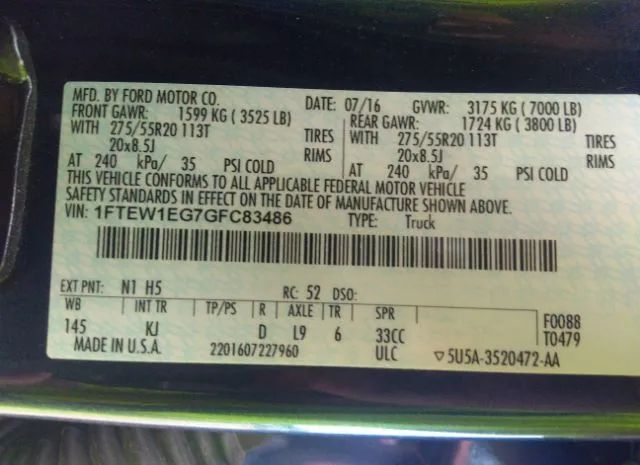 MFD. BY FORD MOTOR CO. DATE: 07/16 GVWR: 3175 KG ( 7000 LB)
FRONT GAWR: 1599 KG ( 3525 LB) REAR GAWR: 1724 KG ( 3800 LB)
WITH 275/55R20 113T TIRES WITH 275/55R20 113T TIRES
20x8.5J RIMS 20x8.5J RIMS
AT 240 kPa/ 35 PSI COLD AT 240 kPa/ 35 PSI COLD
THIS VEHICLE CONFORMS TO ALL APPLICABLE FEDERAL MOTOR VEHICLE
SAFETY STANDARDS IN EFFECT ON THE DATE OF MANUFACTURE SHOWN ABOVE.
VIN: 1FTEW1EG7GFC83486 TYPE: Truck
EXT PNT: N1 H5 RC: 52 DSO:
WB INT TR TP/PS R AXLE TR SPR F0088
145 KJ D L9 6 33CC T0479
MADE IN U.S.A. 2201607227960 ULC ▽5U5A-3520472-AA